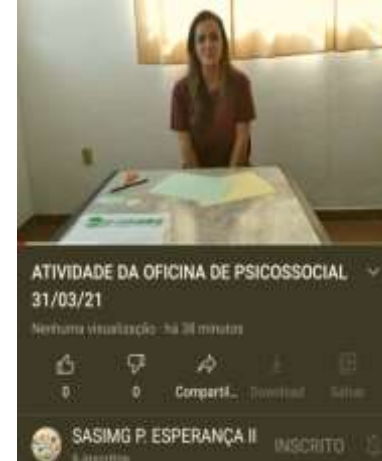 ATIVIDADE DA OFICINA DE PSICOSSOCIAL
31/03/21
Nenhuma visualização · há 38 minutos
0 0 Compartil... Download Salvar
SASIMG P. ESPERANÇA II INSCRITO